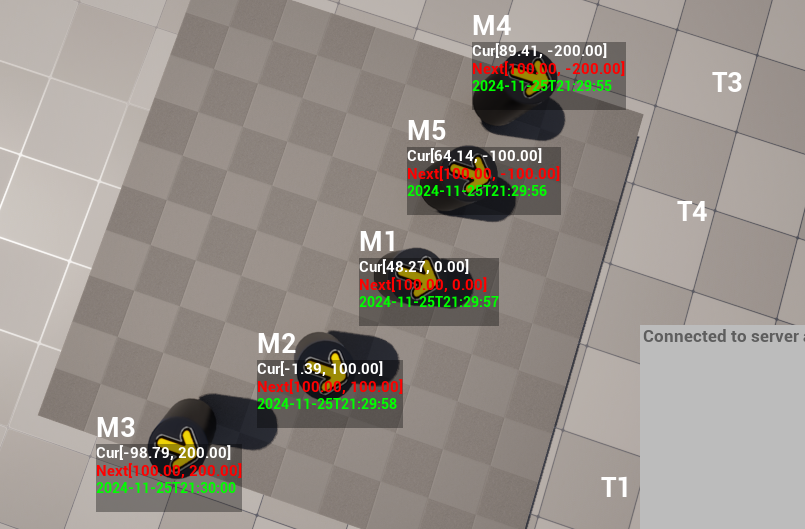 M4
Cur[89.41, -200.00]
Next[100.00, -200.00]
2024-11-25T21:29:55
T3
M5
Cur[64.14, -100.00]
Next[100.00, -100.00]
2024-11-25T21:29:56
T4
M1
Cur[48.27, 0.00]
Next[100.00, 0.00]
2024-11-25T21:29:57
M2
Cur[-1.39, 100.00]
Next[100.00, 100.00]
2024-11-25T21:29:58
Connected to server a
M3
Cur[-98.79, 200.00]
Next[100.00, 200.00]
2024-11-25T21:30:00
T1